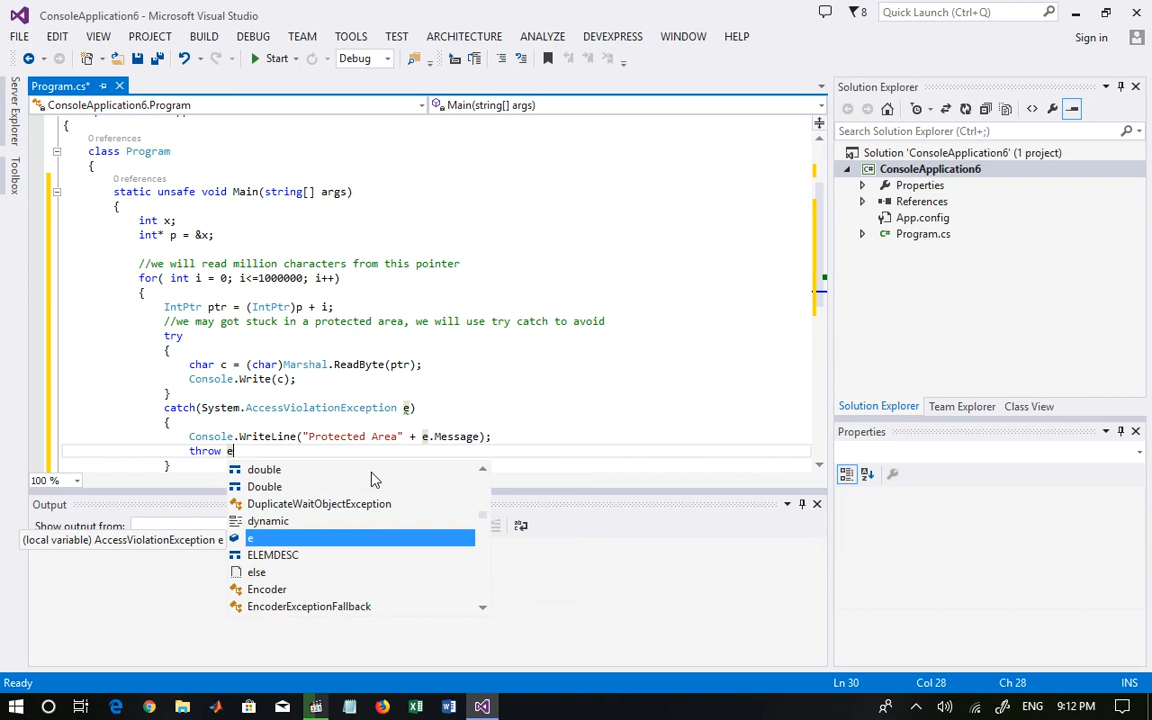 ConsoleApplication6 - Microsoft Visual Studio
8
Quick Launch (Ctrl+Q)
FILE EDIT VIEW PROJECT BUILD DEBUG TEAM TOOLS TEST ARCHITECTURE ANALYZE DEVEXPRESS WINDOW HELP
Sign in
Start
Debug
Server Explorer
Toolbox
Program.cs*
ConsoleApplication6.Program
Main(string[] args)
{
0 references
class Program
{
0 references
static unsafe void Main(string[] args)
{
int x;
int* p = &x;
//we will read million characters from this pointer
for( int i = 0; i<=1000000; i++)
{
IntPtr ptr = (IntPtr)p + i;
//we may got stuck in a protected area, we will use try catch to avoid
try
{
char c = (char)Marshal.ReadByte(ptr);
Console.Write(c);
}
catch(System.AccessViolationException e)
{
Console.WriteLine("Protected Area" + e.Message);
throw e
}
100 %
double
Double
DuplicateWaitObjectException
dynamic
e
ELEMDESC
else
Encoder
EncoderExceptionFallback
(local variable) AccessViolationException e
Output
Show output from:
Solution Explorer
Search Solution Explorer (Ctrl+;)
Solution 'ConsoleApplication6' (1 project)
ConsoleApplication6
Properties
References
App.config
Program.cs
Solution Explorer Team Explorer Class View
Properties
Ready
Ln 30
Col 28
Ch 28
INS
ENG
9:12 PM